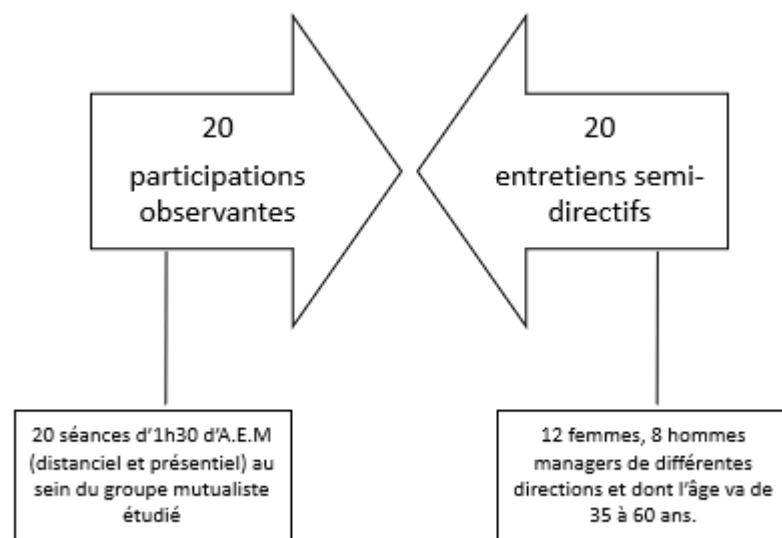 20
participations
observantes
20
entretiens semi-
directifs
20 séances d'1h30 d'A.E.M
(distanciel et présentiel) au
sein du groupe mutualiste
étudié
12 femmes, 8 hommes
managers de différentes
directions et dont l'âge va de
35 à 60 ans.